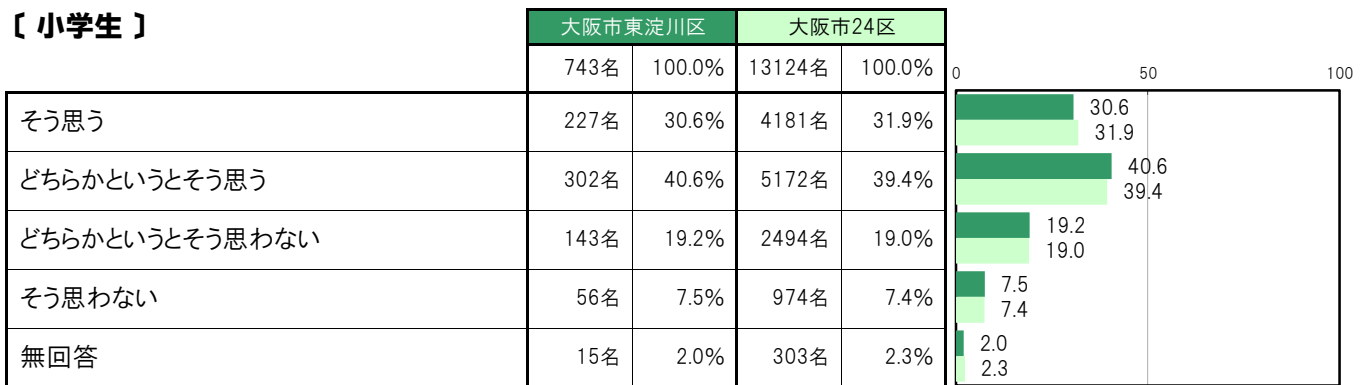 〔 小学生 〕
大阪市東淀川区 大阪市24区
743名 100.0% 13124名 100.0%
0 50 100
そう思う 227名 30.6% 4181名 31.9%
30.6
31.9
どちらかというとそう思う 302名 40.6% 5172名 39.4%
40.6
39.4
どちらかというとそう思わない 143名 19.2% 2494名 19.0%
19.2
19.0
そう思わない 56名 7.5% 974名 7.4%
7.5
7.4
無回答 15名 2.0% 303名 2.3%
2.0
2.3